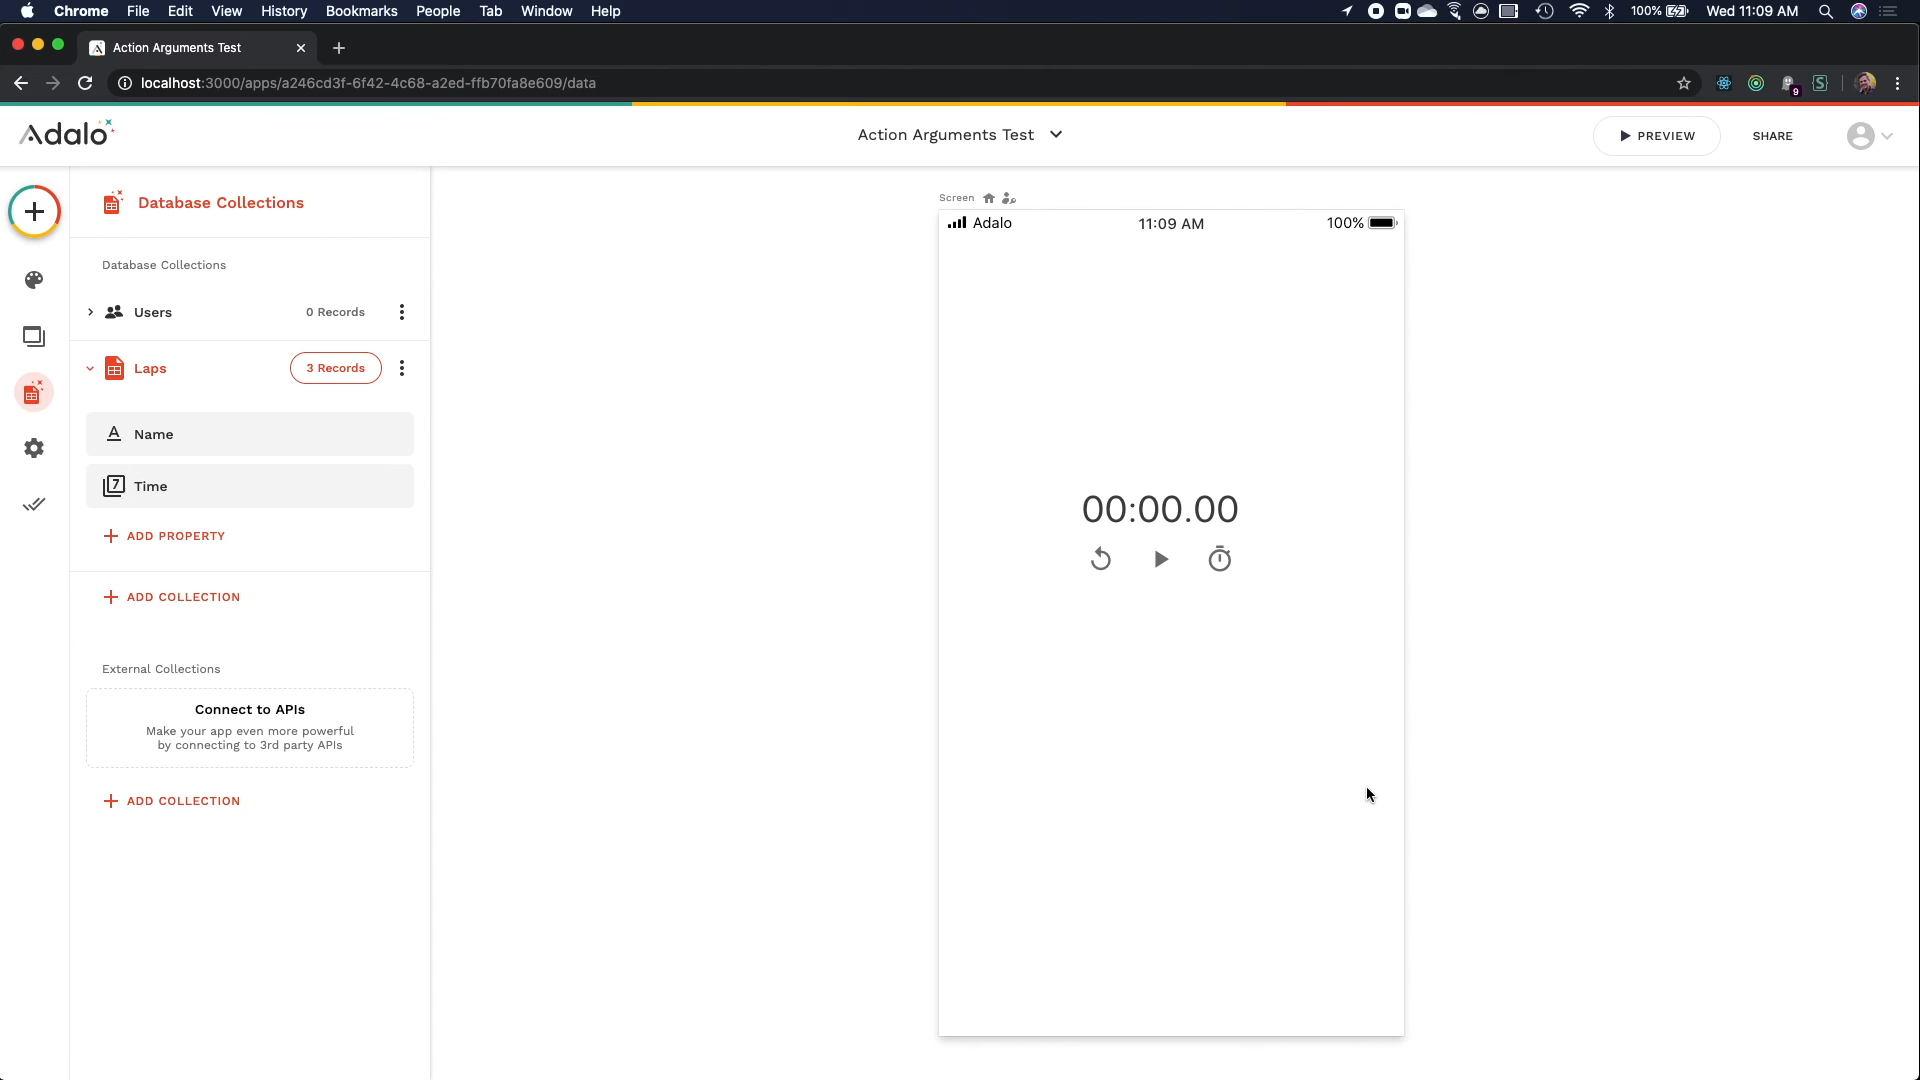 Chrome File Edit View History Bookmarks People Tab Window Help
100% Wed 11:09 AM
Action Arguments Test
localhost:3000/apps/a246cd3f-6f42-4c68-a2ed-ffb70fa8e609/data
9
Adalo
Action Arguments Test
PREVIEW
SHARE
Database Collections
Database Collections
Users
0 Records
Laps
3 Records
Name
7 Time
ADD PROPERTY
ADD COLLECTION
External Collections
Connect to APIs
Make your app even more powerful
by connecting to 3rd party APIs
ADD COLLECTION
Screen
Adalo
11:09 AM
100%
00:00.00